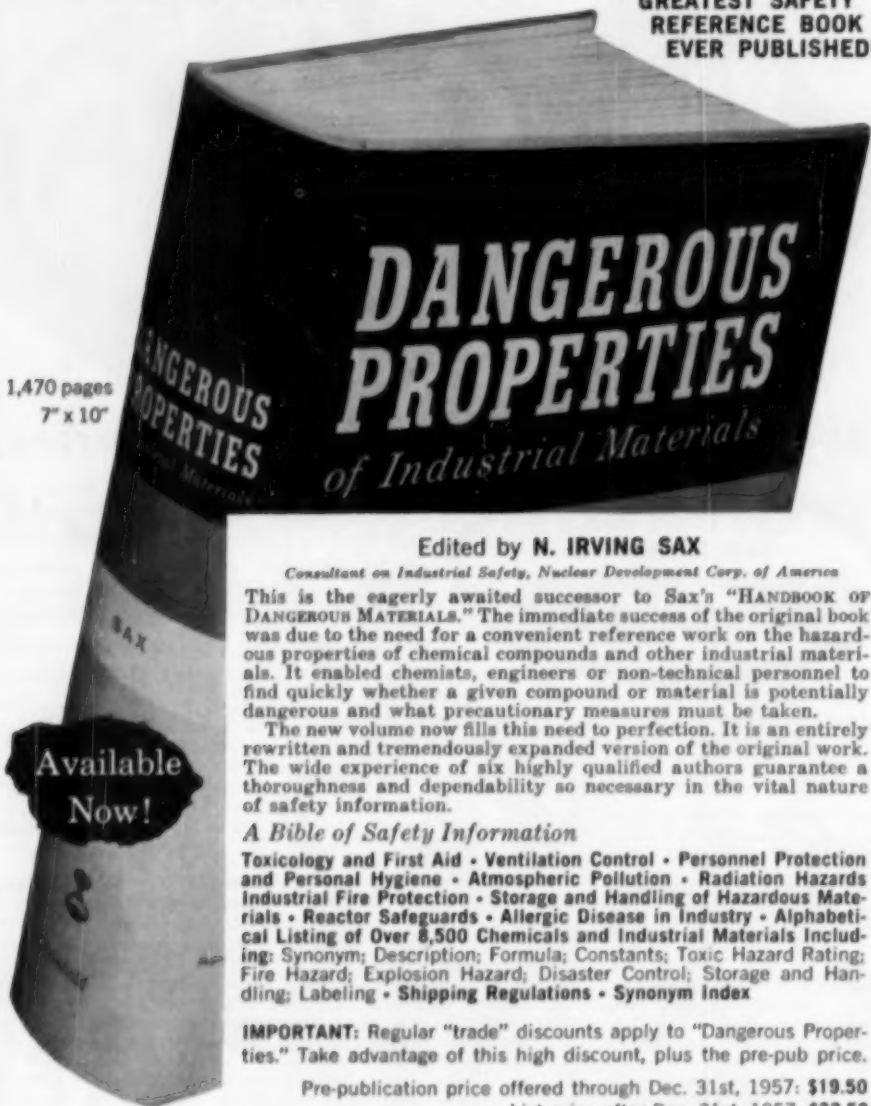 GREATEST SAFETY
REFERENCE BOOK
EVER PUBLISHED
1,470 pages
7" x 10"
DANGEROUS
PROPERTIES
of Industrial Materials
DANGEROUS
PROPERTIES
of Industrial Materials
SAX
Available
Now!
Edited by N. IRVING SAX
Consultant on Industrial Safety, Nuclear Development Corp. of America
This is the eagerly awaited successor to Sax's "HANDBOOK OF
DANGEROUS MATERIALS." The immediate success of the original book
was due to the need for a convenient reference work on the hazard-
ous properties of chemical compounds and other industrial materi-
als. It enabled chemists, engineers or non-technical personnel to
find quickly whether a given compound or material is potentially
dangerous and what precautionary measures must be taken.
The new volume now fills this need to perfection. It is an entirely
rewritten and tremendously expanded version of the original work.
The wide experience of six highly qualified authors guarantee a
thoroughness and dependability so necessary in the vital nature
of safety information.
A Bible of Safety Information
Toxicology and First Aid • Ventilation Control • Personnel Protection
and Personal Hygiene • Atmospheric Pollution • Radiation Hazards
Industrial Fire Protection • Storage and Handling of Hazardous Mate-
rials • Reactor Safeguards • Allergic Disease in Industry • Alphabeti-
cal Listing of Over 8,500 Chemicals and Industrial Materials Includ-
ing: Synonym; Description; Formula; Constants; Toxic Hazard Rating;
Fire Hazard; Explosion Hazard; Disaster Control; Storage and Han-
dling; Labeling • Shipping Regulations • Synonym Index
IMPORTANT: Regular "trade" discounts apply to "Dangerous Proper-
ties." Take advantage of this high discount, plus the pre-pub price.
Pre-publication price offered through Dec. 31st, 1957: $19.50